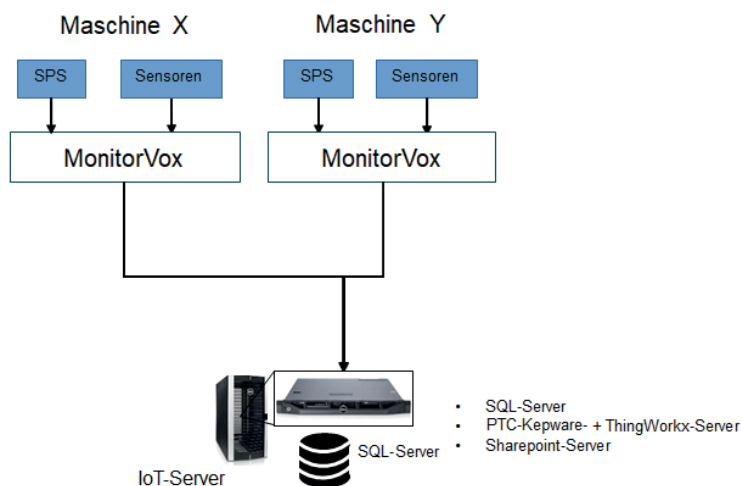 Maschine X
Maschine Y
SPS
Sensoren
SPS
Sensoren
MonitorVox
MonitorVox
• SQL-Server
• PTC-Kepware- + ThingWorkx-Server
• Sharepoint-Server
SQL-Server
IoT-Server